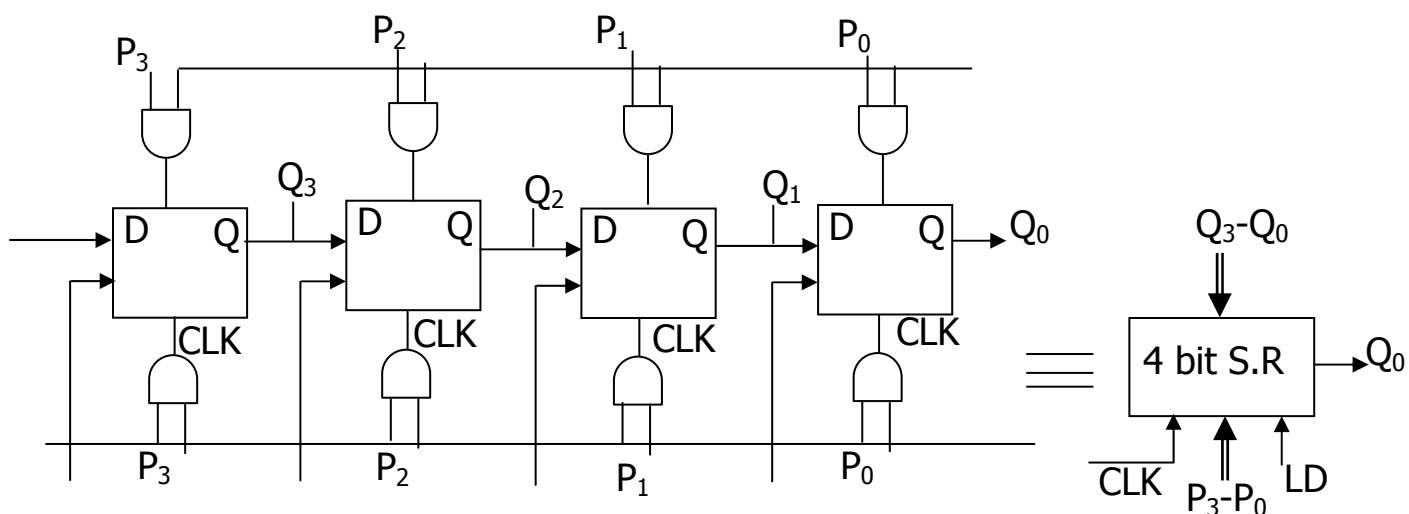 P₃ P₂ P₁ P₀
Q₃ Q₂ Q₁
D Q D Q D Q D Q Q₀
CLK CLK CLK CLK
P₃ P₂ P₁ P₀
Q₃-Q₀
4 bit S.R Q₀
CLK P₃-P₀ LD